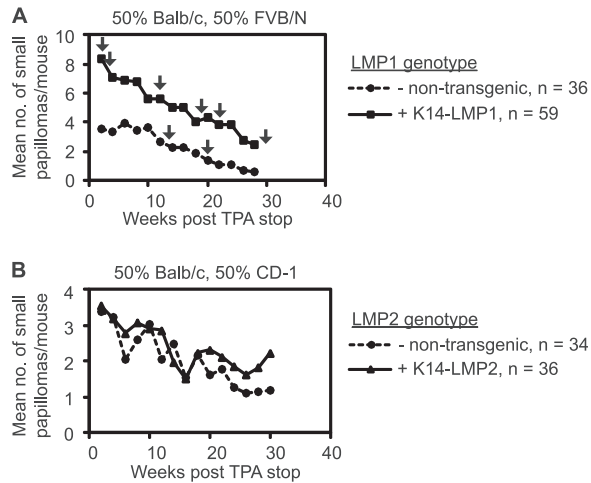 A
50% Balb/c, 50% FVB/N
Mean no. of small
papillomas/mouse
10
8
6
4
2
0
0 10 20 30 40
Weeks post TPA stop
LMP1 genotype
- non-transgenic, n = 36
+ K14-LMP1, n = 59
B
50% Balb/c, 50% CD-1
Mean no. of small
papillomas/mouse
4
3
2
1
0
0 10 20 30 40
Weeks post TPA stop
LMP2 genotype
- non-transgenic, n = 34
+ K14-LMP2, n = 36